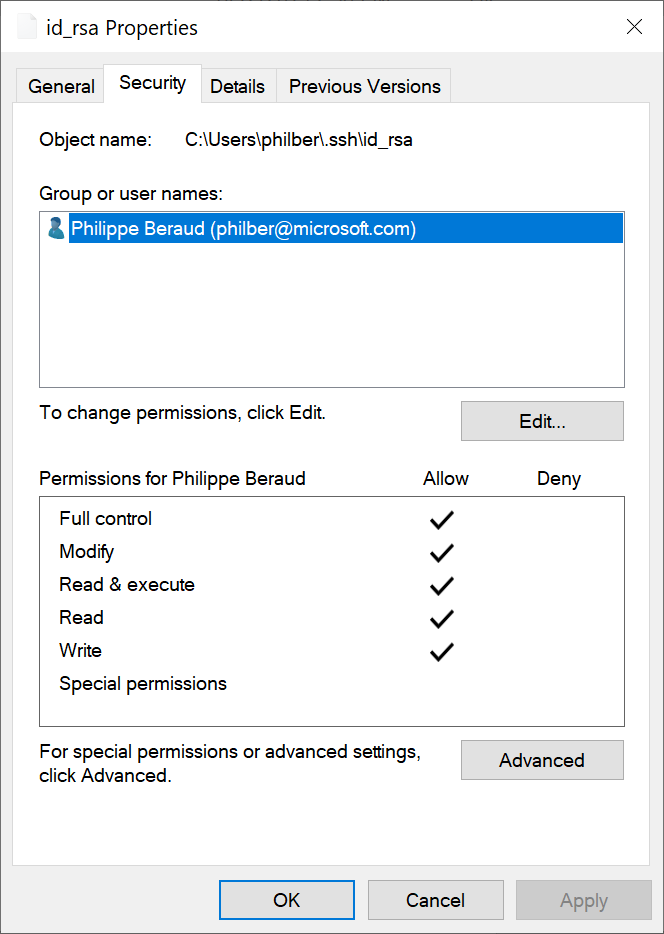 id_rsa Properties
General Security Details Previous Versions
Object name: C:\Users\philber\.ssh\id_rsa
Group or user names:
Philippe Beraud (philber@microsoft.com)
To change permissions, click Edit.
Edit...
Permissions for Philippe Beraud Allow Deny
Full control
Modify
Read & execute
Read
Write
Special permissions
For special permissions or advanced settings,
click Advanced.
Advanced
OK Cancel Apply